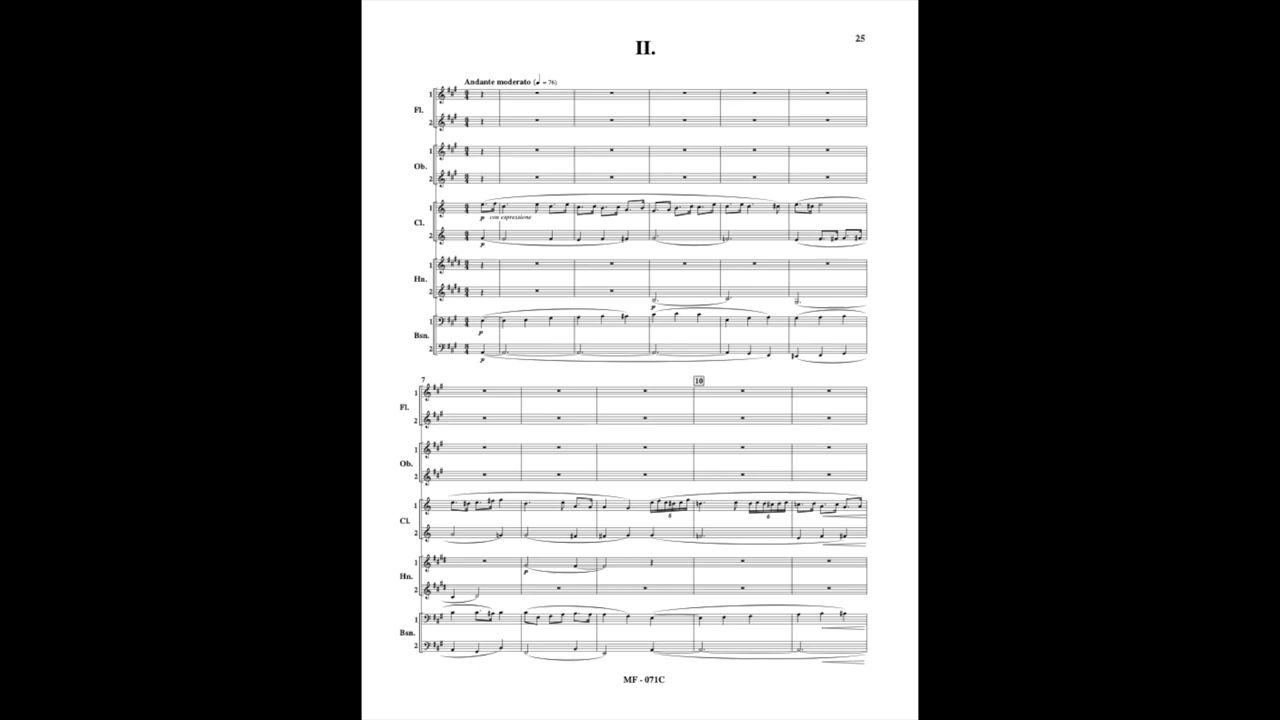 25
II.
Andante moderato (♩ = 76)
1
Fl.
2
1
Ob.
2
1
p con espressione
Cl.
2
p
1
Hn.
2
p
1
p
Bsn.
2
p
7
10
1
Fl.
2
1
Ob.
2
1
6 6
Cl.
2
1
p
Hn.
2
1
Bsn.
2
MF - 071C